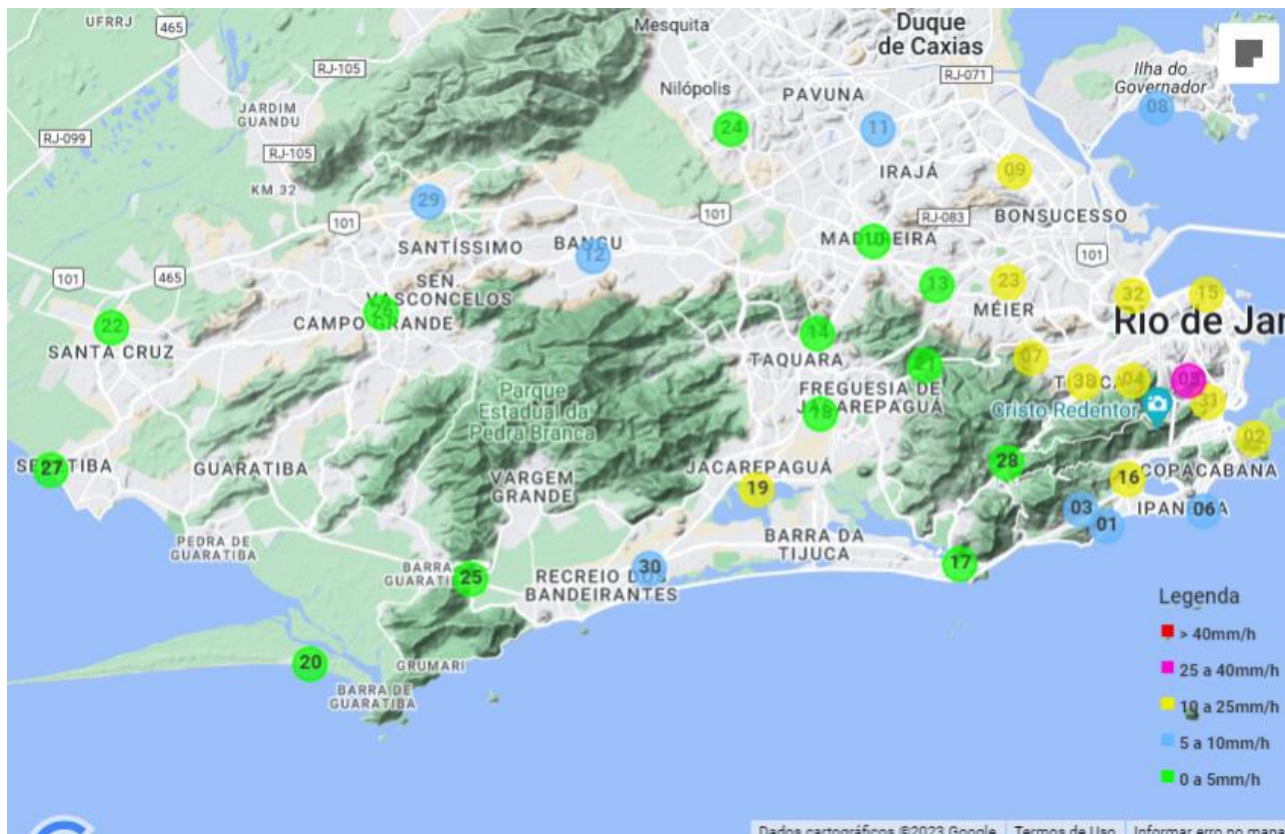 UFRRJ
465
Mesquita
Duque
de Caxias
RJ-105
RJ-071
Ilha do
Governador
Nilópolis
PAVUNA
JARDIM
GUANDU
08
24
11
RJ-099
RJ-105
IRAJÁ
09
KM 32
29
101
101
RJ-083
BONSUCESSO
SANTÍSSIMO
BANGU
12
MADUREIRA
10
101
101
465
SEN
VASCONCELOS
13
23
MÉIER
32
15
26
CAMPO GRANDE
22
SANTA CRUZ
14
Rio de Jan
TAQUARA
21
07
Parque
Estadual da
Pedra Branca
FREGUESIA DE
JACAREPAGUÁ
18
TIJUCA
38
04
05
31
Cristo Redentor
02
SEPETIBA
27
GUARATIBA
VARGEM
GRANDE
JACAREPAGUÁ
28
COPACABANA
19
16
03
01
IPANEMA
06
PEDRA DE
GUARATIBA
BARRA DA
TIJUCA
BARRA
GUARATI
25
30
RECREIO DOS
BANDEIRANTES
17
20
GRUMARI
BARRA DE
GUARATIBA
Legenda
> 40mm/h
25 a 40mm/h
10 a 25mm/h
5 a 10mm/h
0 a 5mm/h
Dados cartográficos ©2023 Google
Termos de Uso
Informar erro no mapa